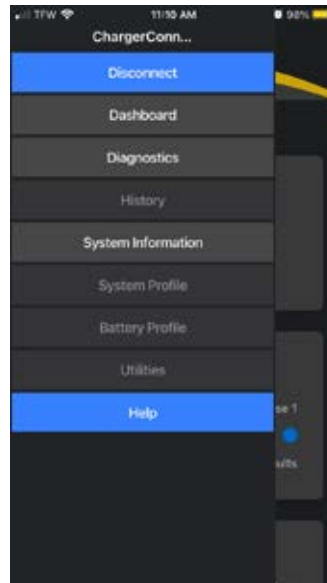 TFW 11:10 AM 98%
ChargerConn...
Disconnect
Dashboard
Diagnostics
History
System Information
System Profile
Battery Profile
Utilities
Help
se 1
ults